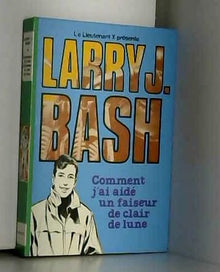 Le Lieutenant X présente
LARRY J.
BASH
Comment
j'ai aidé
un faiseur
de clair
de lune